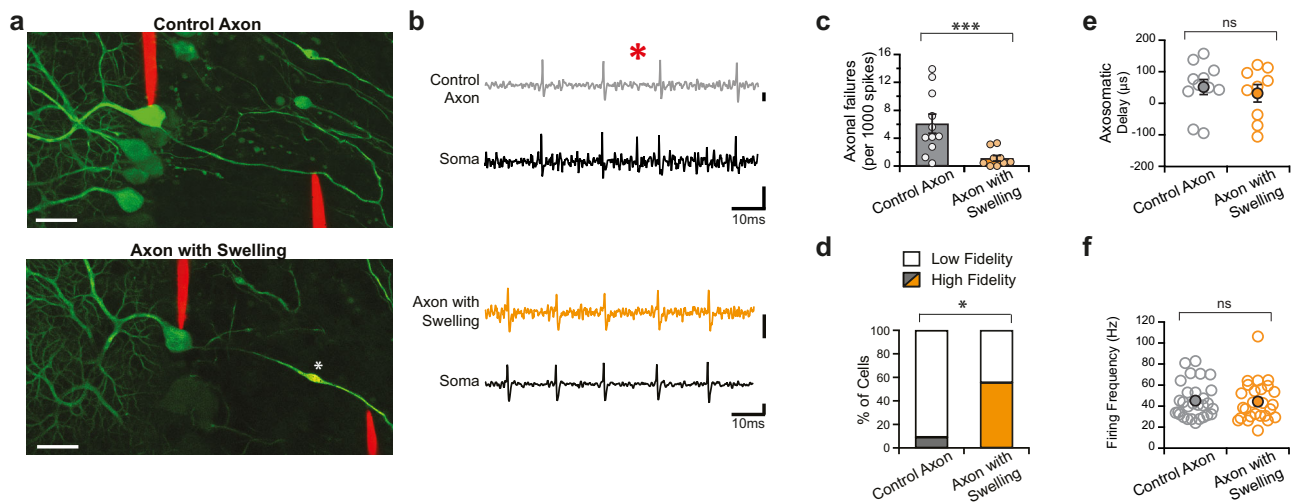 a
Control Axon
Axon with Swelling
*
b
*
Control
Axon
Soma
10ms
Axon with
Swelling
Soma
10ms
c
***
Axonal failures
(per 1000 spikes)
16
12
8
4
0
Control Axon
Axon with
Swelling
d
Low Fidelity
High Fidelity
*
% of Cells
100
80
60
40
20
0
Control Axon
Axon with
Swelling
e
ns
Axosomatic
Delay (µs)
200
100
0
-100
-200
Control Axon
Axon with
Swelling
f
ns
Firing Frequency (Hz)
120
100
80
60
40
20
0
Control Axon
Axon with
Swelling